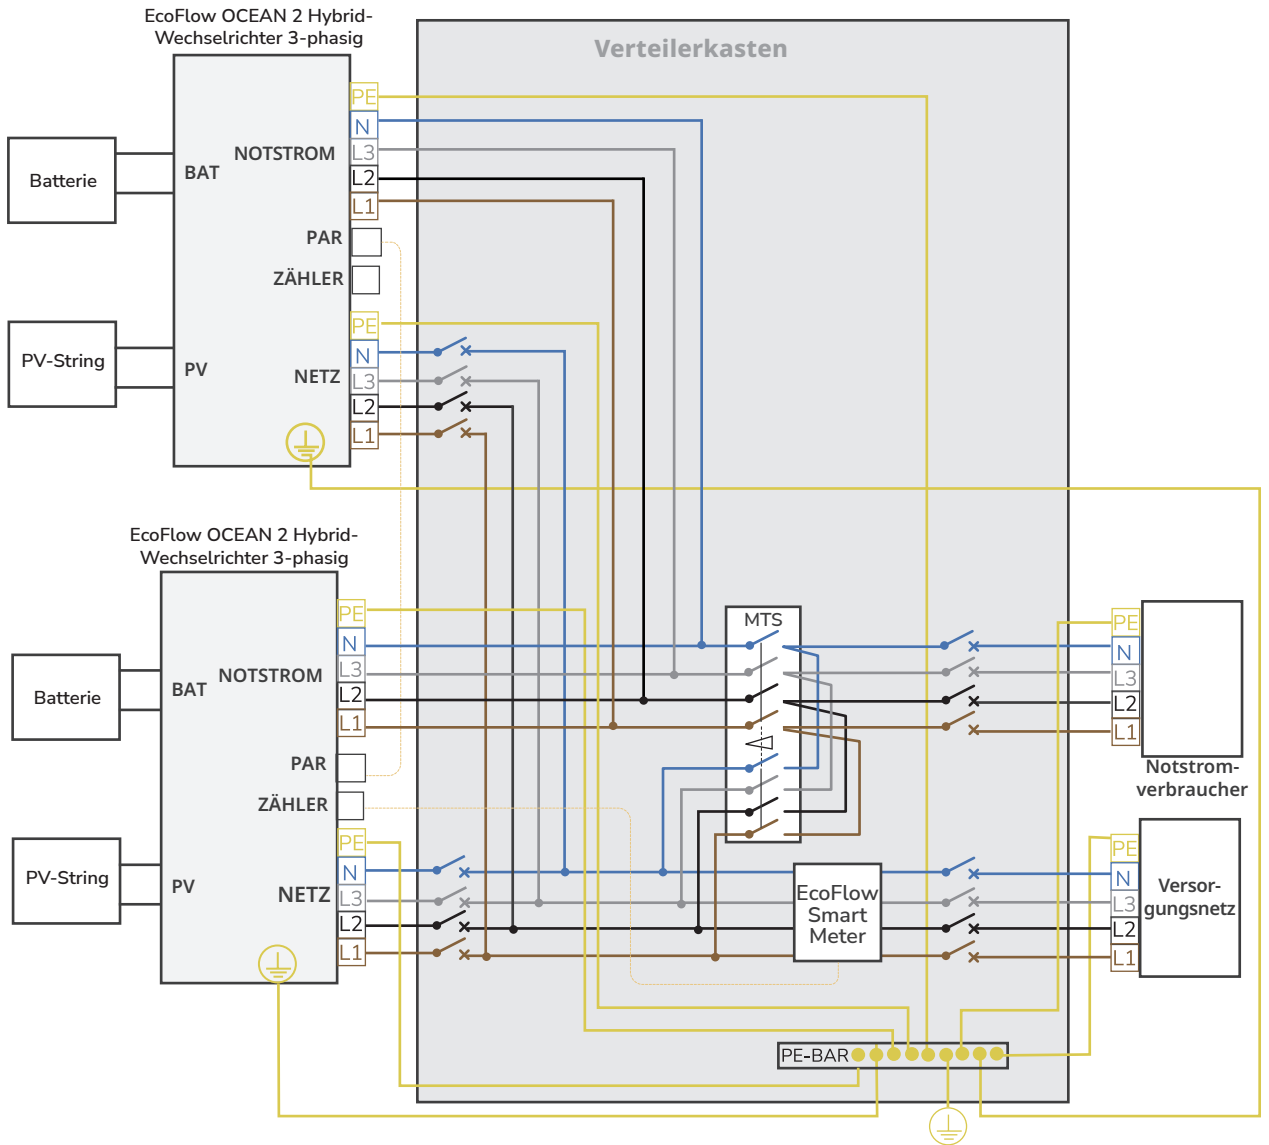 EcoFlow OCEAN 2 Hybrid-
Wechselrichter 3-phasig
Verteilerkasten
Batterie
BAT
NOTSTROM
PE
N
L3
L2
L1
PAR
ZÄHLER
PV-String
PV
NETZ
PE
N
L3
L2
L1
EcoFlow OCEAN 2 Hybrid-
Wechselrichter 3-phasig
Batterie
BAT
NOTSTROM
PE
N
L3
L2
L1
PAR
ZÄHLER
PV-String
PV
NETZ
PE
N
L3
L2
L1
MTS
EcoFlow
Smart
Meter
PE
N
L3
L2
L1
Notstrom-
verbraucher
PE
N
L3
L2
L1
Versor-
gungsnetz
PE-BAR